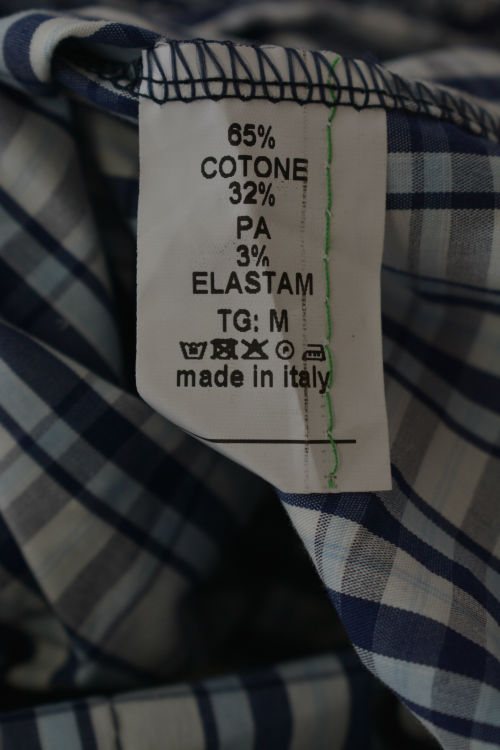 65%
COTONE
32%
PA
3%
ELASTAM
TG: M
made in italy